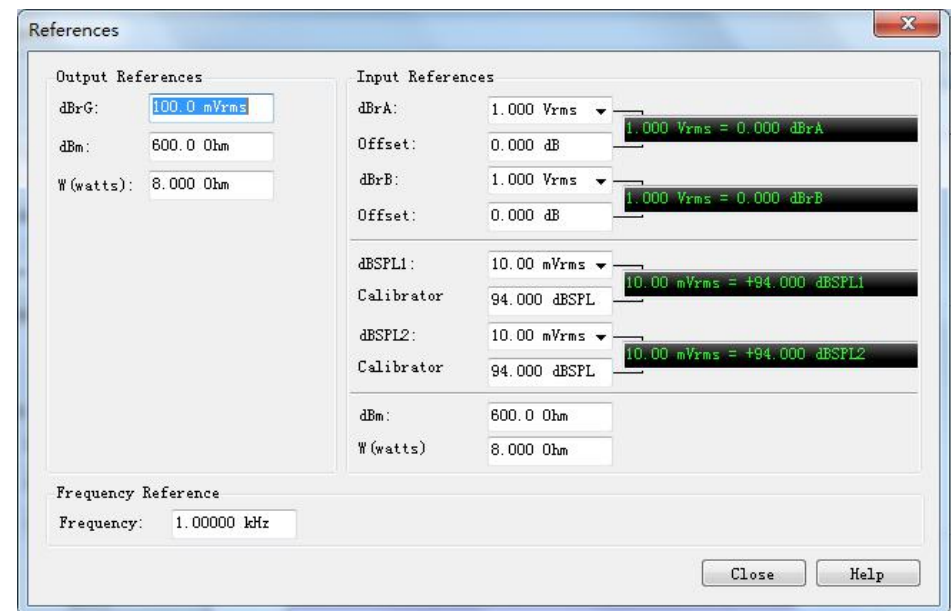 References
Output References
dBrG: 100.0 mVrms
dBm: 600.0 Ohm
W(watts): 8.000 Ohm
Input References
dBrA: 1.000 Vrms
1.000 Vrms = 0.000 dBrA
Offset: 0.000 dB
dBrB: 1.000 Vrms
1.000 Vrms = 0.000 dBrB
Offset: 0.000 dB
dBSPL1: 10.00 mVrms
10.00 mVrms = +94.000 dBSPL1
Calibrator 94.000 dBSPL
dBSPL2: 10.00 mVrms
10.00 mVrms = +94.000 dBSPL2
Calibrator 94.000 dBSPL
dBm: 600.0 Ohm
W(watts) 8.000 Ohm
Frequency Reference
Frequency: 1.00000 kHz
Close Help